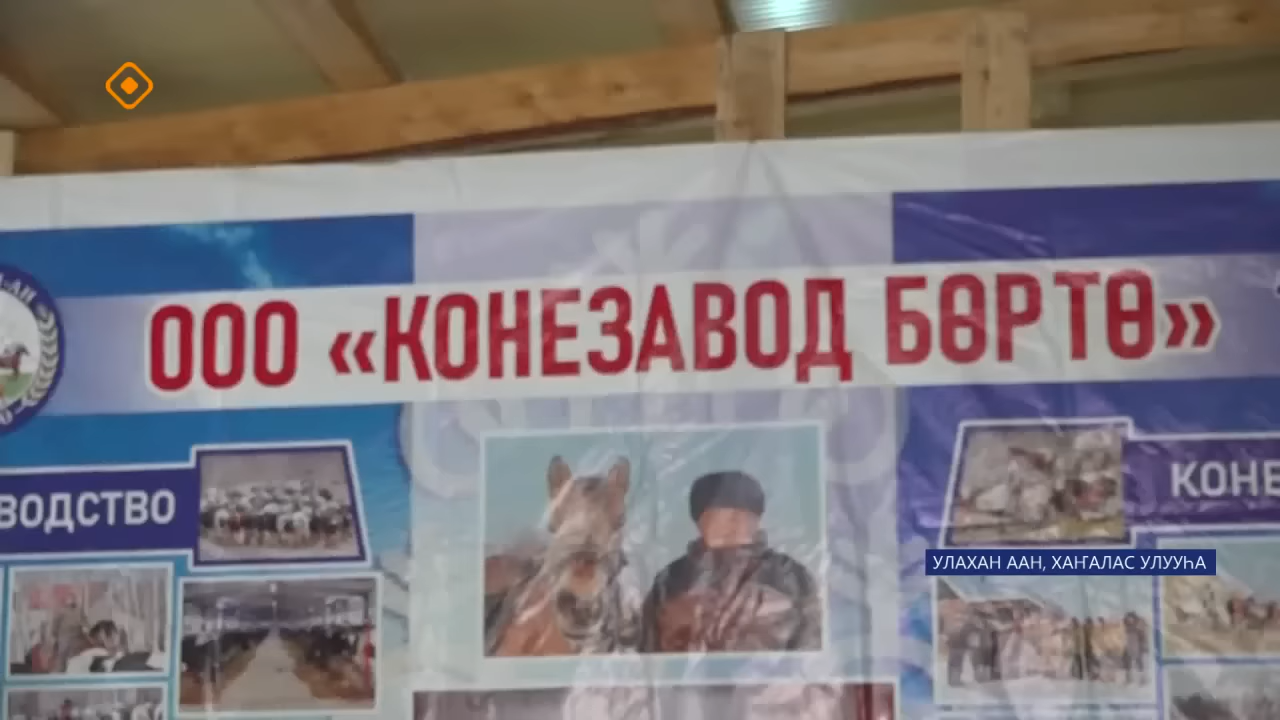 ООО «КОНЕЗАВОД БӨРТӨ»
ВОДСТВО
КОНЕ
УЛАХАН ААН, ХАҤАЛАС УЛУУҺА